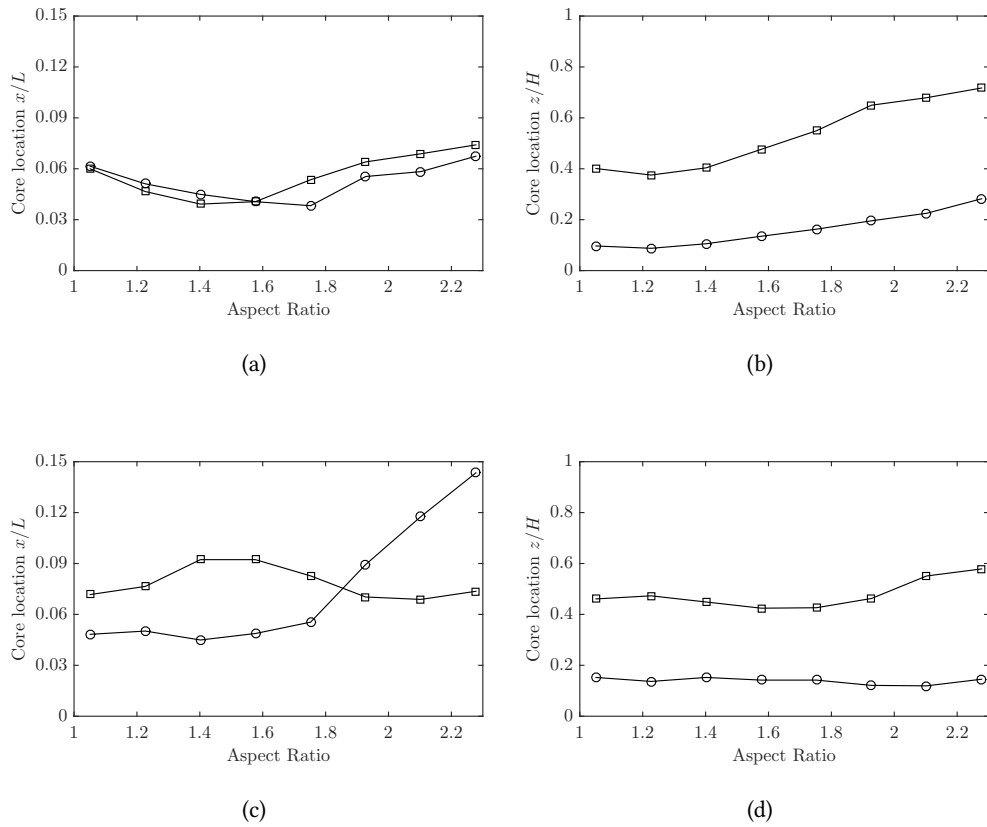 0.15
0.12
0.09
0.06
0.03
0
Core location x/L
1 1.2 1.4 1.6 1.8 2 2.2
Aspect Ratio
(a)
1
0.8
0.6
0.4
0.2
0
Core location z/H
1 1.2 1.4 1.6 1.8 2 2.2
Aspect Ratio
(b)
0.15
0.12
0.09
0.06
0.03
0
Core location x/L
1 1.2 1.4 1.6 1.8 2 2.2
Aspect Ratio
(c)
1
0.8
0.6
0.4
0.2
0
Core location z/H
1 1.2 1.4 1.6 1.8 2 2.2
Aspect Ratio
(d)